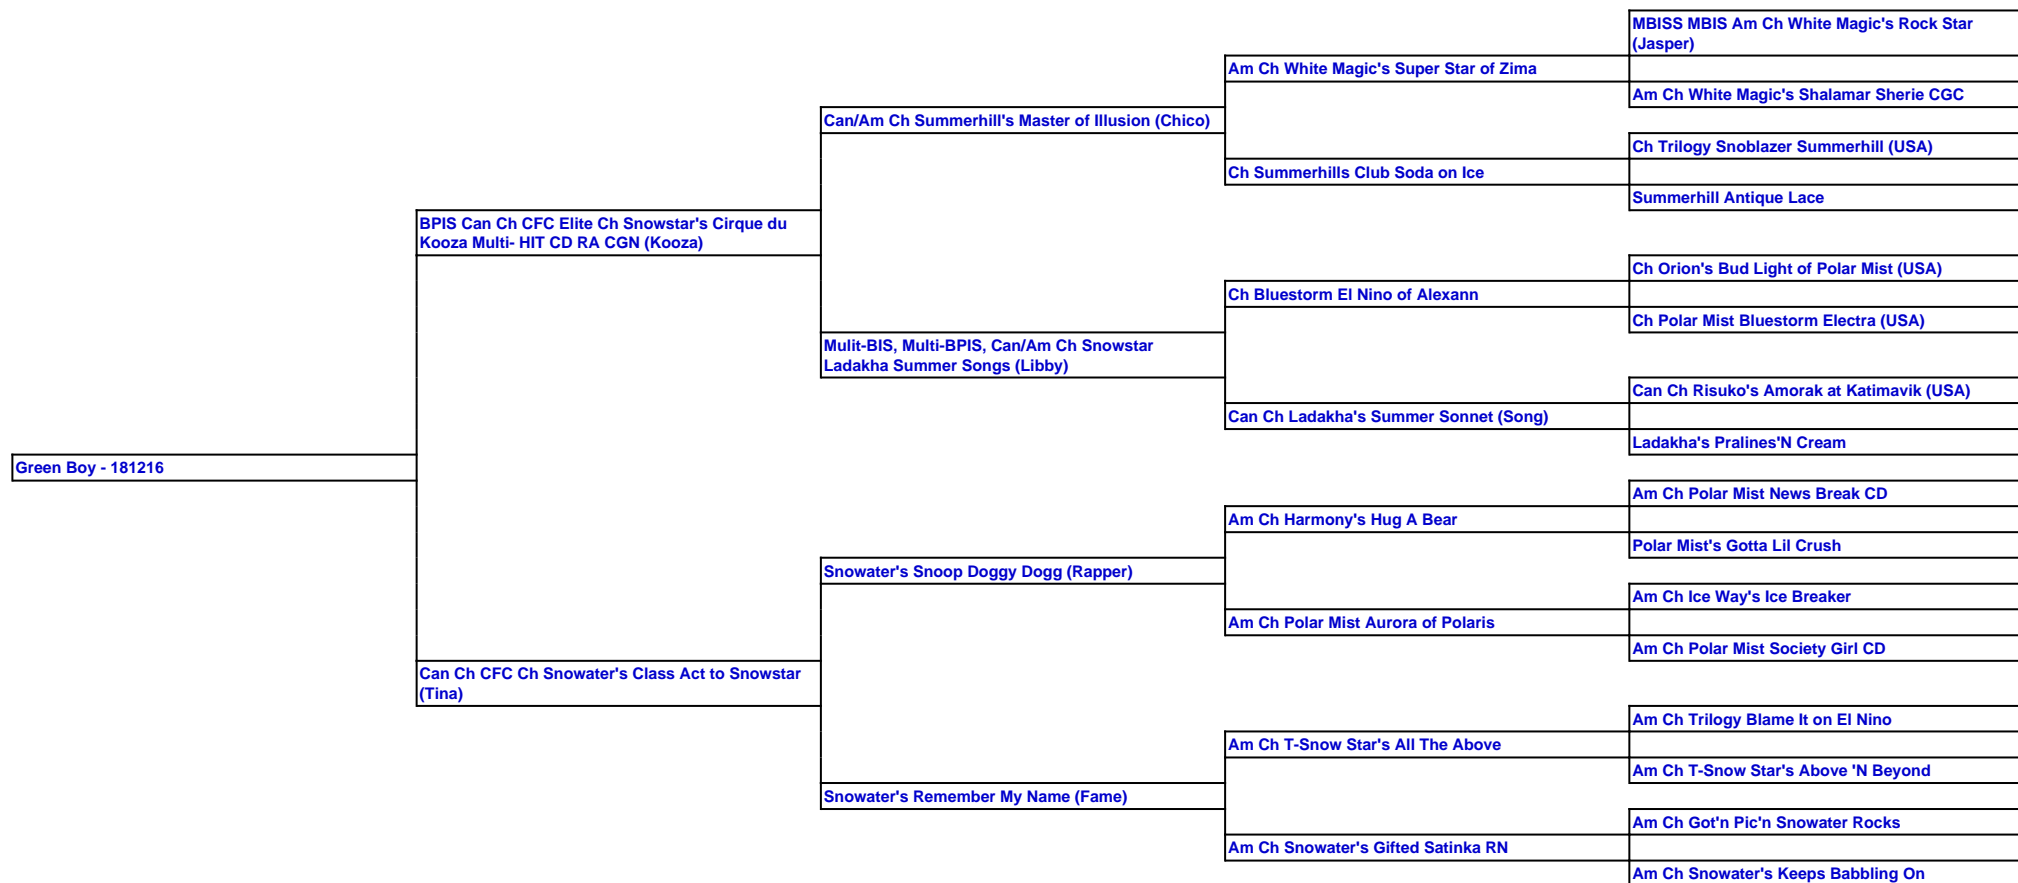 MBISS MBIS Am Ch White Magic's Rock Star
(Jasper)
Am Ch White Magic's Super Star of Zima
Am Ch White Magic's Shalamar Sherie CGC
Can/Am Ch Summerhill's Master of Illusion (Chico)
Ch Trilogy Snoblazer Summerhill (USA)
Ch Summerhills Club Soda on Ice
Summerhill Antique Lace
BPIS Can Ch CFC Elite Ch Snowstar's Cirque du
Kooza Multi- HIT CD RA CGN (Kooza)
Ch Orion's Bud Light of Polar Mist (USA)
Ch Bluestorm El Nino of Alexann
Ch Polar Mist Bluestorm Electra (USA)
Mulit-BIS, Multi-BPIS, Can/Am Ch Snowstar
Ladakha Summer Songs (Libby)
Can Ch Risuko's Amorak at Katimavik (USA)
Can Ch Ladakha's Summer Sonnet (Song)
Ladakha's Pralines'N Cream
Green Boy - 181216
Am Ch Polar Mist News Break CD
Am Ch Harmony's Hug A Bear
Polar Mist's Gotta Lil Crush
Snowater's Snoop Doggy Dogg (Rapper)
Am Ch Ice Way's Ice Breaker
Am Ch Polar Mist Aurora of Polaris
Am Ch Polar Mist Society Girl CD
Can Ch CFC Ch Snowater's Class Act to Snowstar
(Tina)
Am Ch Trilogy Blame It on El Nino
Am Ch T-Snow Star's All The Above
Am Ch T-Snow Star's Above 'N Beyond
Snowater's Remember My Name (Fame)
Am Ch Got'n Pic'n Snowater Rocks
Am Ch Snowater's Gifted Satinka RN
Am Ch Snowater's Keeps Babbling On